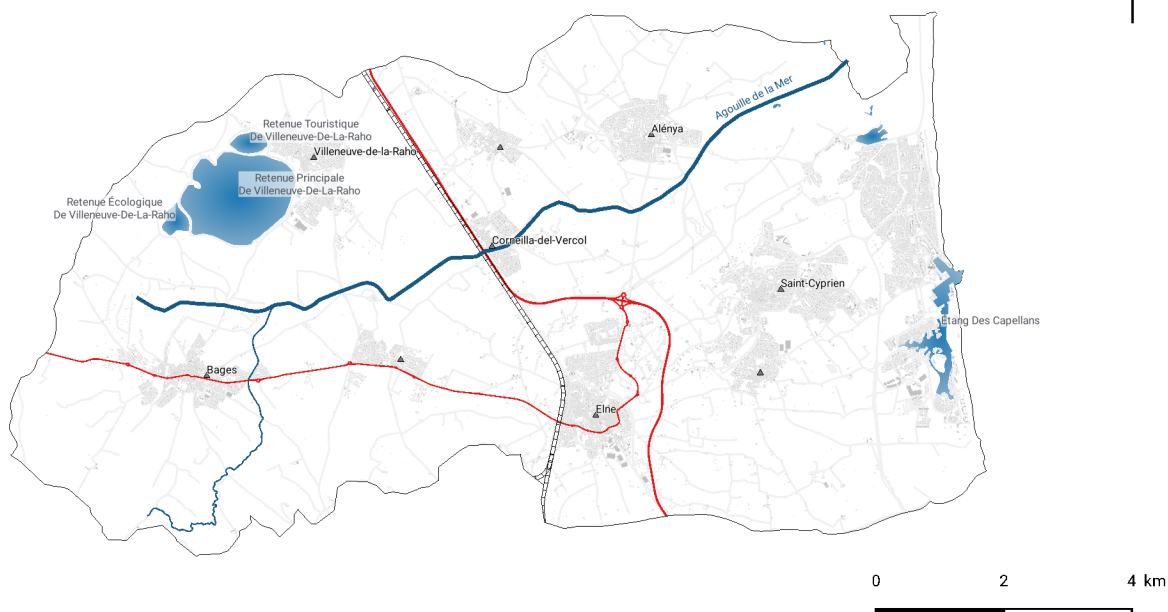 Agouille de la Mer
Retenue Touristique
De Villeneuve-De-La-Raho
Alénya
Villeneuve-de-la-Raho
Retenue Principale
De Villeneuve-De-La-Raho
Retenue Écologique
De Villeneuve-De-La-Raho
Corneilla-del-Vercol
Saint-Cyprien
Étang Des Capellans
Bages
Elne
0 2 4 km